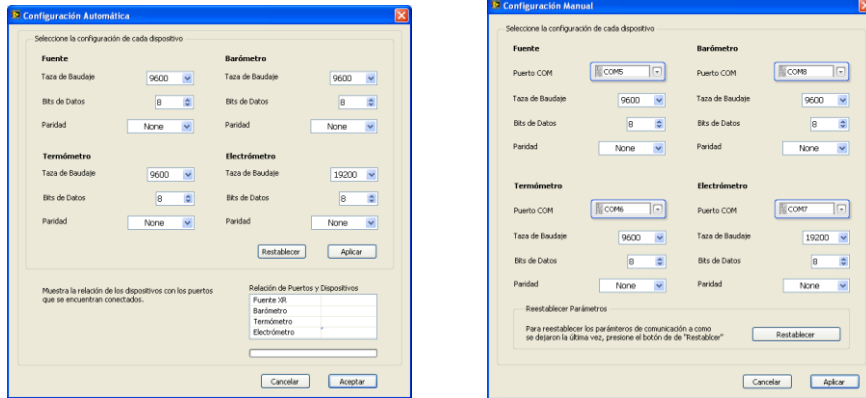 Configuración Automática
Seleccione la configuración de cada dispositivo
Fuente
Barómetro
Taza de Baudaje 9600
Taza de Baudaje 9600
Bits de Datos 8
Bits de Datos 8
Paridad None
Paridad None
Termómetro
Electrómetro
Taza de Baudaje 9600
Taza de Baudaje 19200
Bits de Datos 8
Bits de Datos 8
Paridad None
Paridad None
Restablecer
Aplicar
Muestra la relación de los dispositivos con los puertos
que se encuentran conectados.
Relación de Puertos y Dispositivos
Fuente XR
Barómetro
Termómetro
Electrómetro
Cancelar
Aceptar
Configuración Manual
Seleccione la configuración de cada dispositivo
Fuente
Barómetro
Puerto COM COM5
Puerto COM COM8
Taza de Baudaje 9600
Taza de Baudaje 9600
Bits de Datos 8
Bits de Datos 8
Paridad None
Paridad None
Termómetro
Electrómetro
Puerto COM COM6
Puerto COM COM7
Taza de Baudaje 9600
Taza de Baudaje 19200
Bits de Datos 8
Bits de Datos 8
Paridad None
Paridad None
Reestablecer Parámetros
Para reestablecer los parámteros de comunicación a como
se dejaron la última vez, presione el botón de de "Restablcer"
Restablecer
Cancelar
Aplicar